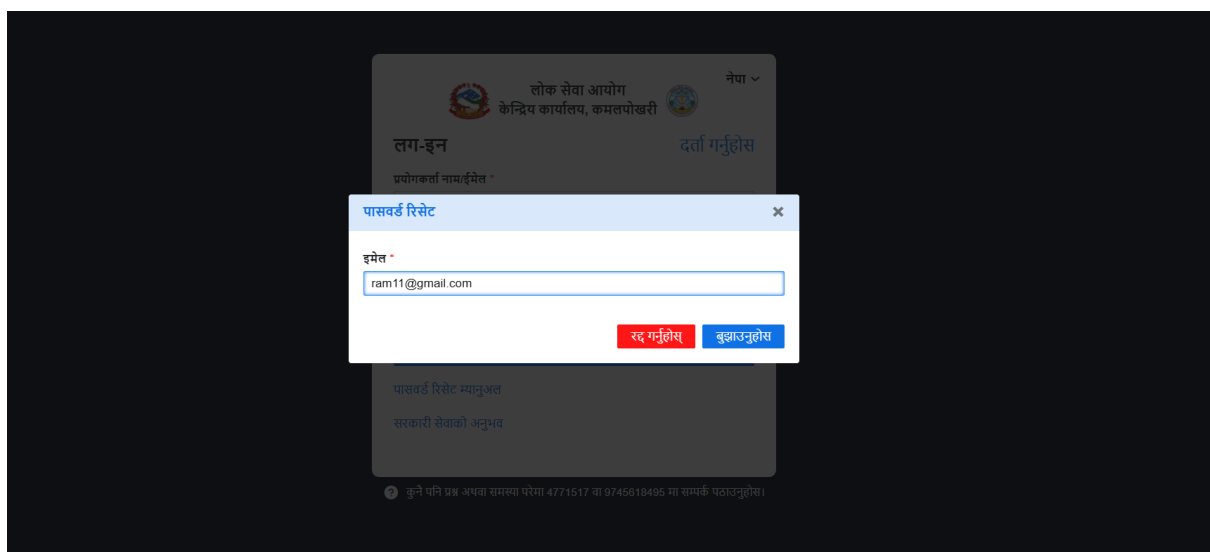 नेपा
लोक सेवा आयोग
केन्द्रिय कार्यालय, कमलपोखरी
लग-इन
दर्ता गर्नुहोस
प्रयोगकर्ता नाम/ईमेल *
पासवर्ड रिसेट
इमेल *
ram11@gmail.com
रद्द गर्नुहोस्
बुझाउनुहोस
पासवर्ड रिसेट म्यानुअल
सरकारी सेवाको अनुभव
कुनै पनि प्रश्न अथवा समस्या परेमा 4771517 वा 9745618495 मा सम्पर्क पठाउनुहोस।